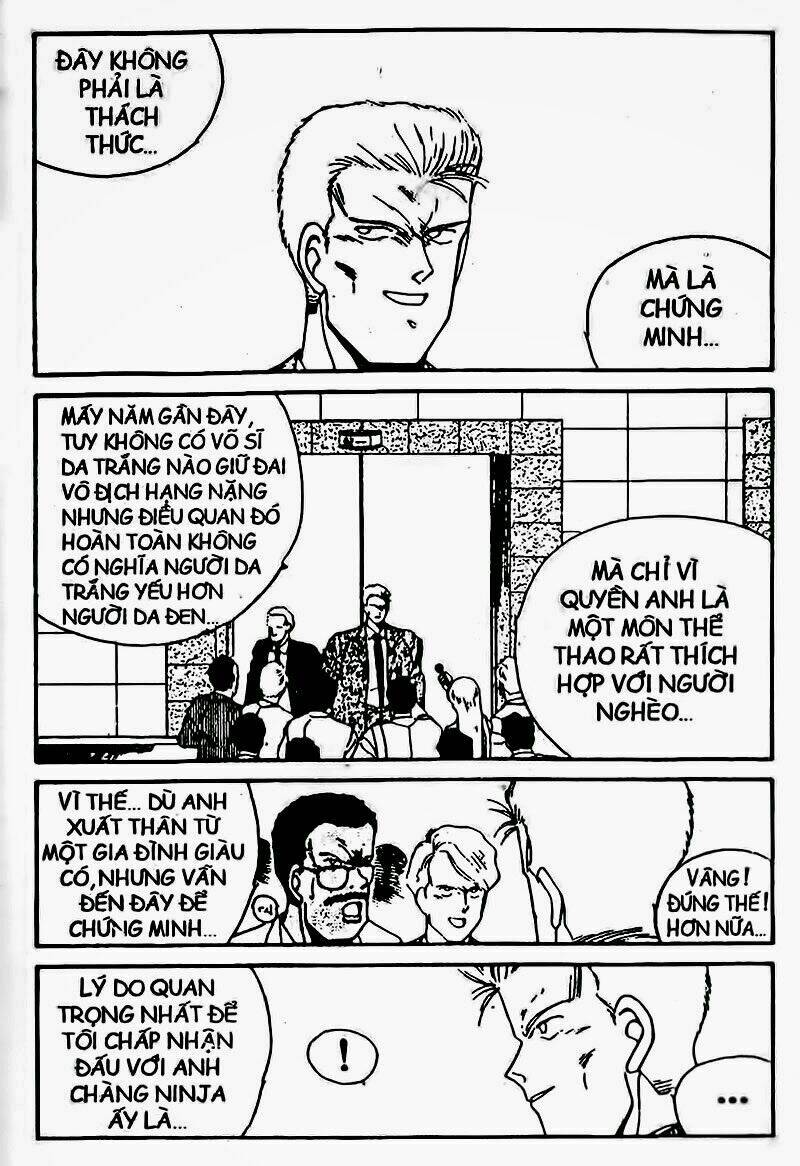 ĐÂY KHÔNG
PHẢI LÀ
THÁCH
THỨC...
MÀ LÀ
CHỨNG
MINH...
MẤY NĂM GẦN ĐÂY,
TUY KHÔNG CÓ VÕ SĨ
DA TRẮNG NÀO GIỮ ĐAI
VÔ ĐỊCH HẠNG NẶNG
NHƯNG ĐIỀU QUAN ĐÓ
HOÀN TOÀN KHÔNG
CÓ NGHĨA NGƯỜI DA
TRẮNG YẾU HƠN
NGƯỜI DA ĐEN...
MÀ CHỈ VÌ
QUYỀN ANH LÀ
MỘT MÔN THỂ
THAO RẤT THÍCH
HỢP VỚI NGƯỜI
NGHÈO...
VÌ THẾ... DÙ ANH
XUẤT THÂN TỪ
MỘT GIA ĐÌNH GIÀU
CÓ, NHƯNG VẪN
ĐẾN ĐÂY ĐỂ
CHỨNG MINH...
VÂNG!
ĐÚNG THẾ!
HƠN NỮA...
LÝ DO QUAN
TRỌNG NHẤT ĐỂ
TÔI CHẤP NHẬN
ĐẤU VỚI ANH
CHÀNG NINJA
ẤY LÀ...
!
...